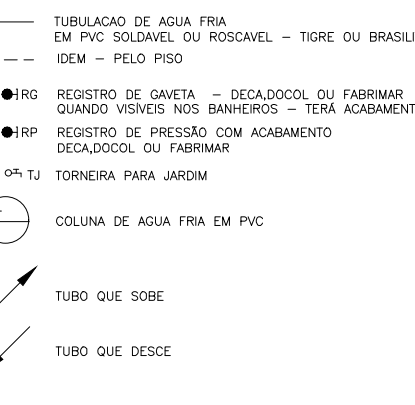 TUBULACAO DE AGUA FRIA
EM PVC SOLDAVEL OU ROSCAVEL – TIGRE OU BRASILI
IDEM – PELO PISO
RG REGISTRO DE GAVETA – DECA,DOCOL OU FABRIMAR
QUANDO VISÍVEIS NOS BANHEIROS – TERÁ ACABAMENT
RP REGISTRO DE PRESSÃO COM ACABAMENTO
DECA,DOCOL OU FABRIMAR
TJ TORNEIRA PARA JARDIM
COLUNA DE AGUA FRIA EM PVC
TUBO QUE SOBE
TUBO QUE DESCE